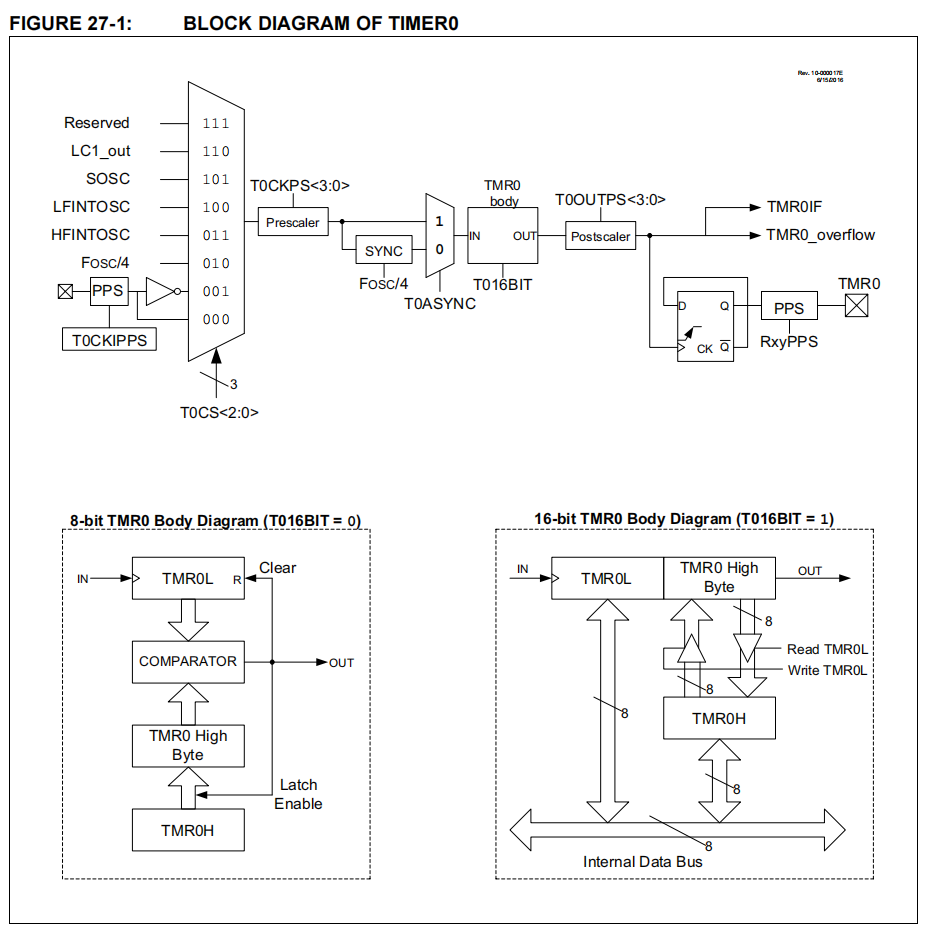 FIGURE 27-1: BLOCK DIAGRAM OF TIMER0
Rev. 10-000017E
6/15/2016
Reserved 111
LC1_out 110
SOSC 101
LFINTOSC 100
HFINTOSC 011
FOSC/4 010
PPS 001
000
T0CKIPPS
3
T0CS<2:0>
T0CKPS<3:0>
Prescaler
SYNC
FOSC/4
1
0
T0ASYNC
TMR0
body
IN OUT
T016BIT
T0OUTPS<3:0>
Postscaler
TMR0IF
TMR0_overflow
D Q
CK Q
PPS
RxyPPS
TMR0
8-bit TMR0 Body Diagram (T016BIT = 0)
IN
TMR0L R
Clear
COMPARATOR
OUT
TMR0 High
Byte
Latch
Enable
TMR0H
16-bit TMR0 Body Diagram (T016BIT = 1)
IN
TMR0L
TMR0 High
Byte
OUT
8
Read TMR0L
Write TMR0L
8
8
TMR0H
8
8
Internal Data Bus